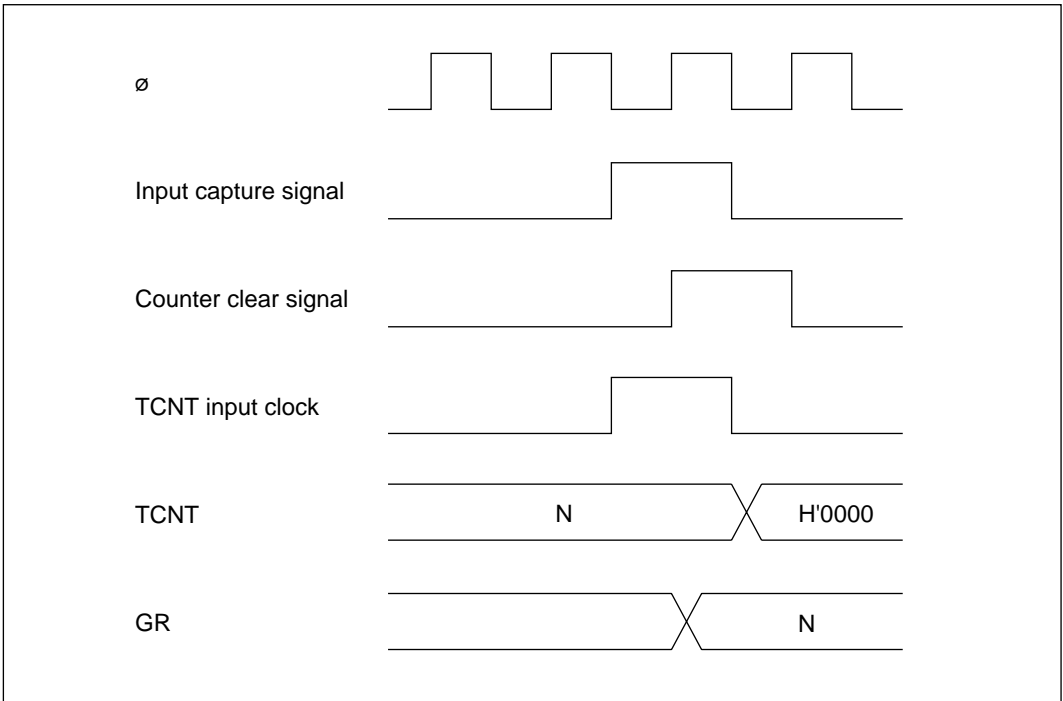 ø
Input capture signal
Counter clear signal
TCNT input clock
TCNT N H'0000
GR N